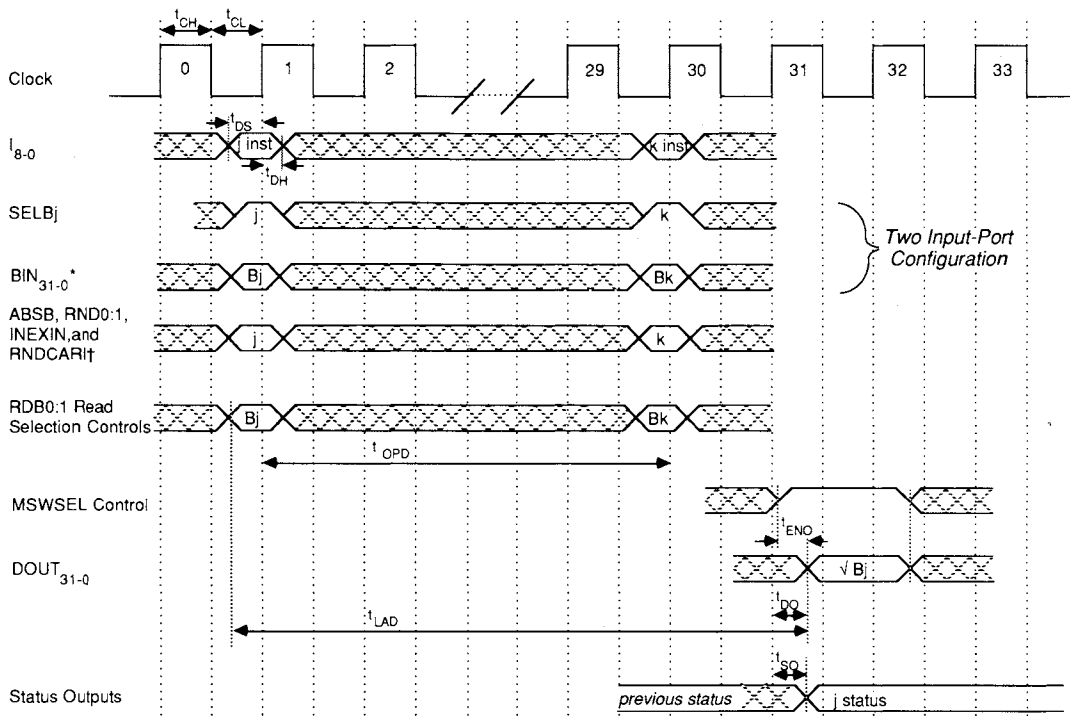 tCH tCL
Clock 0 1 2 29 30 31 32 33
tDS
I8-0 j inst k inst
tDH
SELBj j k
Two Input-Port
Configuration
BIN31-0* Bj Bk
ABSB, RND0:1,
INEXIN,and
RNDCARI† j k
RDB0:1 Read
Selection Controls Bj Bk
tOPD
MSWSEL Control
tENO
DOUT31-0 √ Bj
tDO
tLAD
tSO
Status Outputs previous status j status